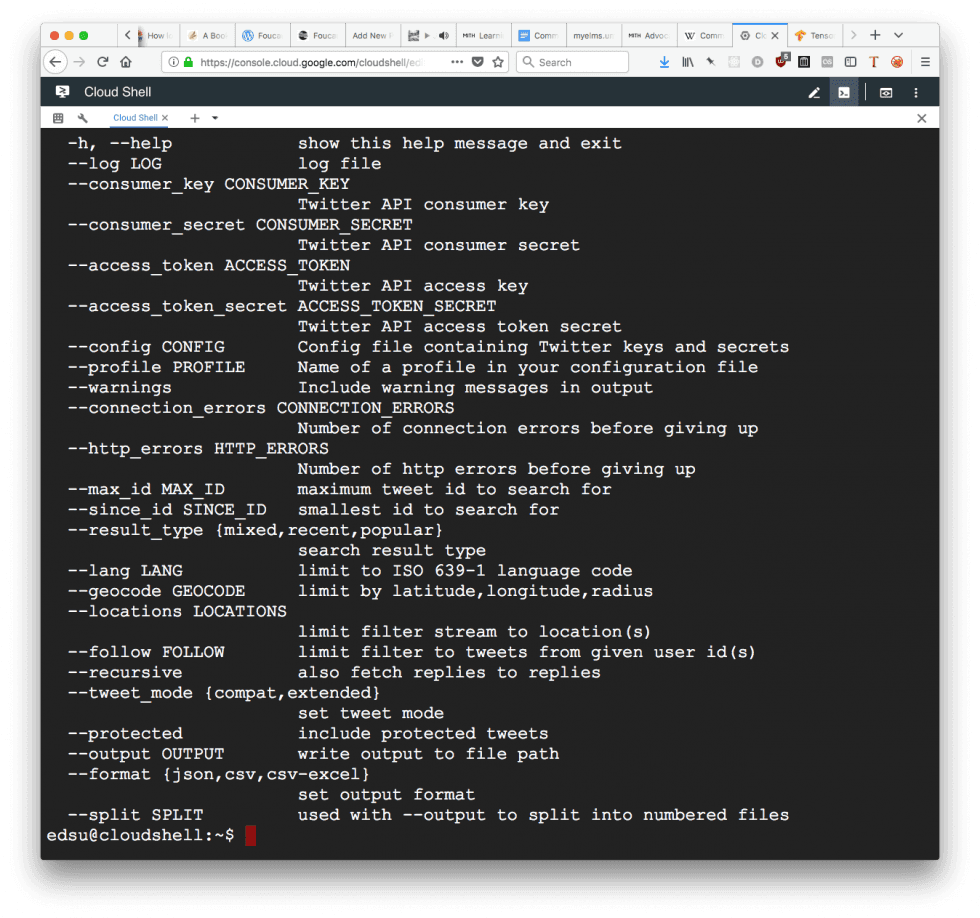 How is
A Boo
Fouca
Fouca
Add New P
MITH Learni
Comm
myelms.un
MITH Advoc
W Comm
Clo
Tenso
https://console.cloud.google.com/cloudshell/ed
Search
5
Cloud Shell
Cloud Shell
-h, --help show this help message and exit
--log LOG log file
--consumer_key CONSUMER_KEY
Twitter API consumer key
--consumer_secret CONSUMER_SECRET
Twitter API consumer secret
--access_token ACCESS_TOKEN
Twitter API access key
--access_token_secret ACCESS_TOKEN_SECRET
Twitter API access token secret
--config CONFIG Config file containing Twitter keys and secrets
--profile PROFILE Name of a profile in your configuration file
--warnings Include warning messages in output
--connection_errors CONNECTION_ERRORS
Number of connection errors before giving up
--http_errors HTTP_ERRORS
Number of http errors before giving up
--max_id MAX_ID maximum tweet id to search for
--since_id SINCE_ID smallest id to search for
--result_type {mixed,recent,popular}
search result type
--lang LANG limit to ISO 639-1 language code
--geocode GEOCODE limit by latitude,longitude,radius
--locations LOCATIONS
limit filter stream to location(s)
--follow FOLLOW limit filter to tweets from given user id(s)
--recursive also fetch replies to replies
--tweet_mode {compat,extended}
set tweet mode
--protected include protected tweets
--output OUTPUT write output to file path
--format {json,csv,csv-excel}
set output format
--split SPLIT used with --output to split into numbered files
edsu@cloudshell:~$